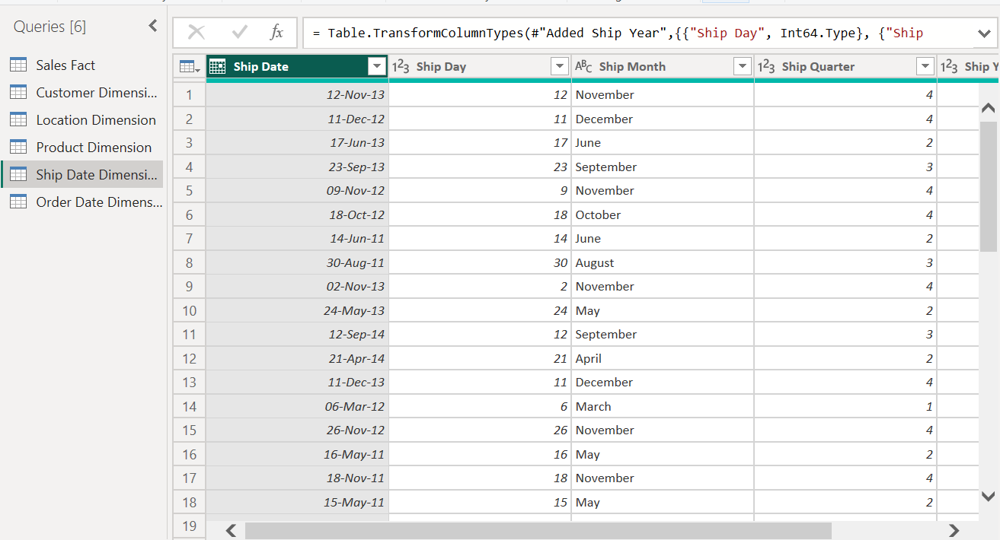 Queries [6]
fx
= Table.TransformColumnTypes(#"Added Ship Year",{{"Ship Day", Int64.Type}, {"Ship
Sales Fact
Customer Dimensi...
Location Dimension
Product Dimension
Ship Date Dimensi...
Order Date Dimens...
Ship Date 123 Ship Day ABC Ship Month 123 Ship Quarter 123 Ship Y
1 12-Nov-13 12 November 4
2 11-Dec-12 11 December 4
3 17-Jun-13 17 June 2
4 23-Sep-13 23 September 3
5 09-Nov-12 9 November 4
6 18-Oct-12 18 October 4
7 14-Jun-11 14 June 2
8 30-Aug-11 30 August 3
9 02-Nov-13 2 November 4
10 24-May-13 24 May 2
11 12-Sep-14 12 September 3
12 21-Apr-14 21 April 2
13 11-Dec-13 11 December 4
14 06-Mar-12 6 March 1
15 26-Nov-12 26 November 4
16 16-May-11 16 May 2
17 18-Nov-11 18 November 4
18 15-May-11 15 May 2
19